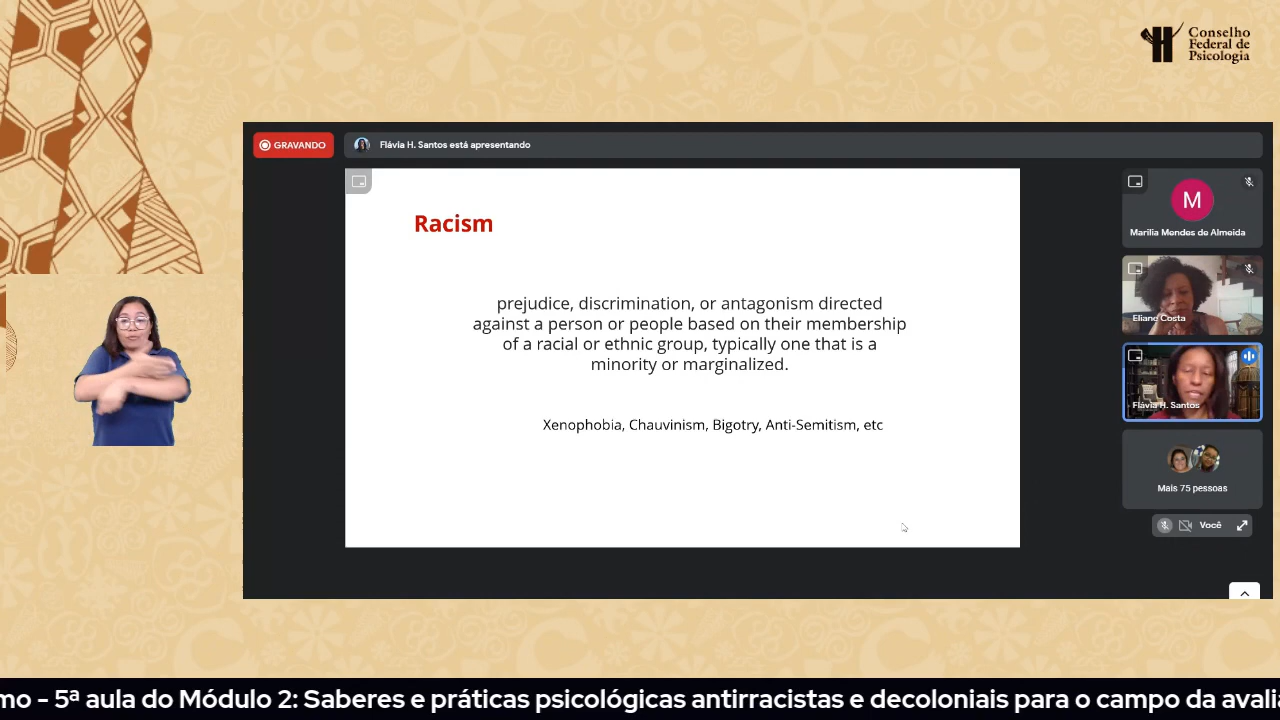 Conselho
Federal de
Psicologia
GRAVANDO
Flávia H. Santos está apresentando
Racism
prejudice, discrimination, or antagonism directed
against a person or people based on their membership
of a racial or ethnic group, typically one that is a
minority or marginalized.
Xenophobia, Chauvinism, Bigotry, Anti-Semitism, etc
M
Marilia Mendes de Almeida
Eliane Costa
Flávia H. Santos
Mais 75 pessoas
Você
mo - 5ª aula do Módulo 2: Saberes e práticas psicológicas antirracistas e decoloniais para o campo da avali